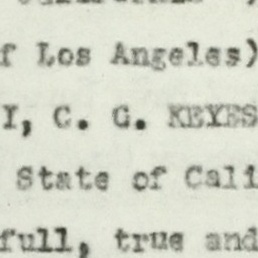 f Los Angeles)
I, C. G. KEYES
State of Cali
full, true and